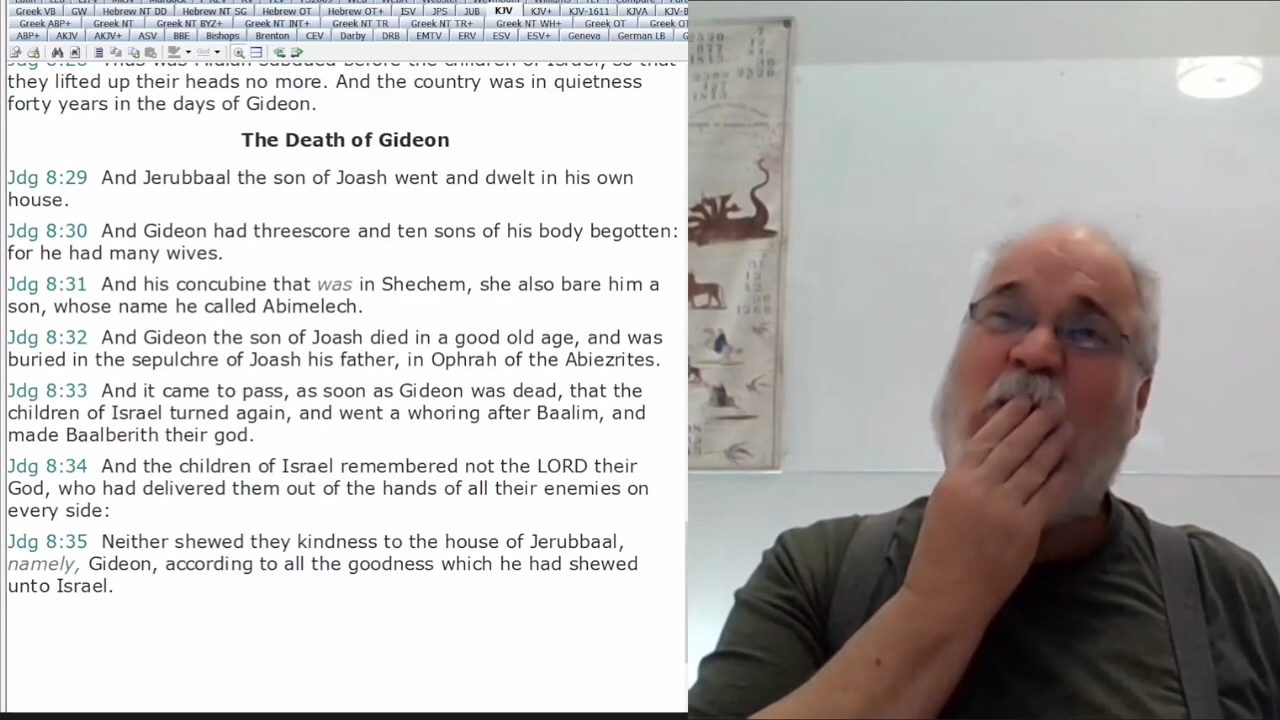 Greek VB GW Hebrew NT DD Hebrew NT SG Hebrew OT Hebrew OT+ ISV JPS JUB KJV KJV+ KJV-1611 KJVA
Greek ABP+ Greek NT Greek NT BYZ+ Greek NT INT+ Greek NT TR Greek NT TR+ Greek NT WH+ Greek OT Greek
ABP+ AKJV AKJV+ ASV BBE Bishops Brenton CEV Darby DRB EMTV ERV ESV ESV+ Geneva German LB
they lifted up their heads no more. And the country was in quietness
forty years in the days of Gideon.
The Death of Gideon
Jdg 8:29 And Jerubbaal the son of Joash went and dwelt in his own
house.
Jdg 8:30 And Gideon had threescore and ten sons of his body begotten:
for he had many wives.
Jdg 8:31 And his concubine that was in Shechem, she also bare him a
son, whose name he called Abimelech.
Jdg 8:32 And Gideon the son of Joash died in a good old age, and was
buried in the sepulchre of Joash his father, in Ophrah of the Abiezrites.
Jdg 8:33 And it came to pass, as soon as Gideon was dead, that the
children of Israel turned again, and went a whoring after Baalim, and
made Baalberith their god.
Jdg 8:34 And the children of Israel remembered not the LORD their
God, who had delivered them out of the hands of all their enemies on
every side:
Jdg 8:35 Neither shewed they kindness to the house of Jerubbaal,
namely, Gideon, according to all the goodness which he had shewed
unto Israel.